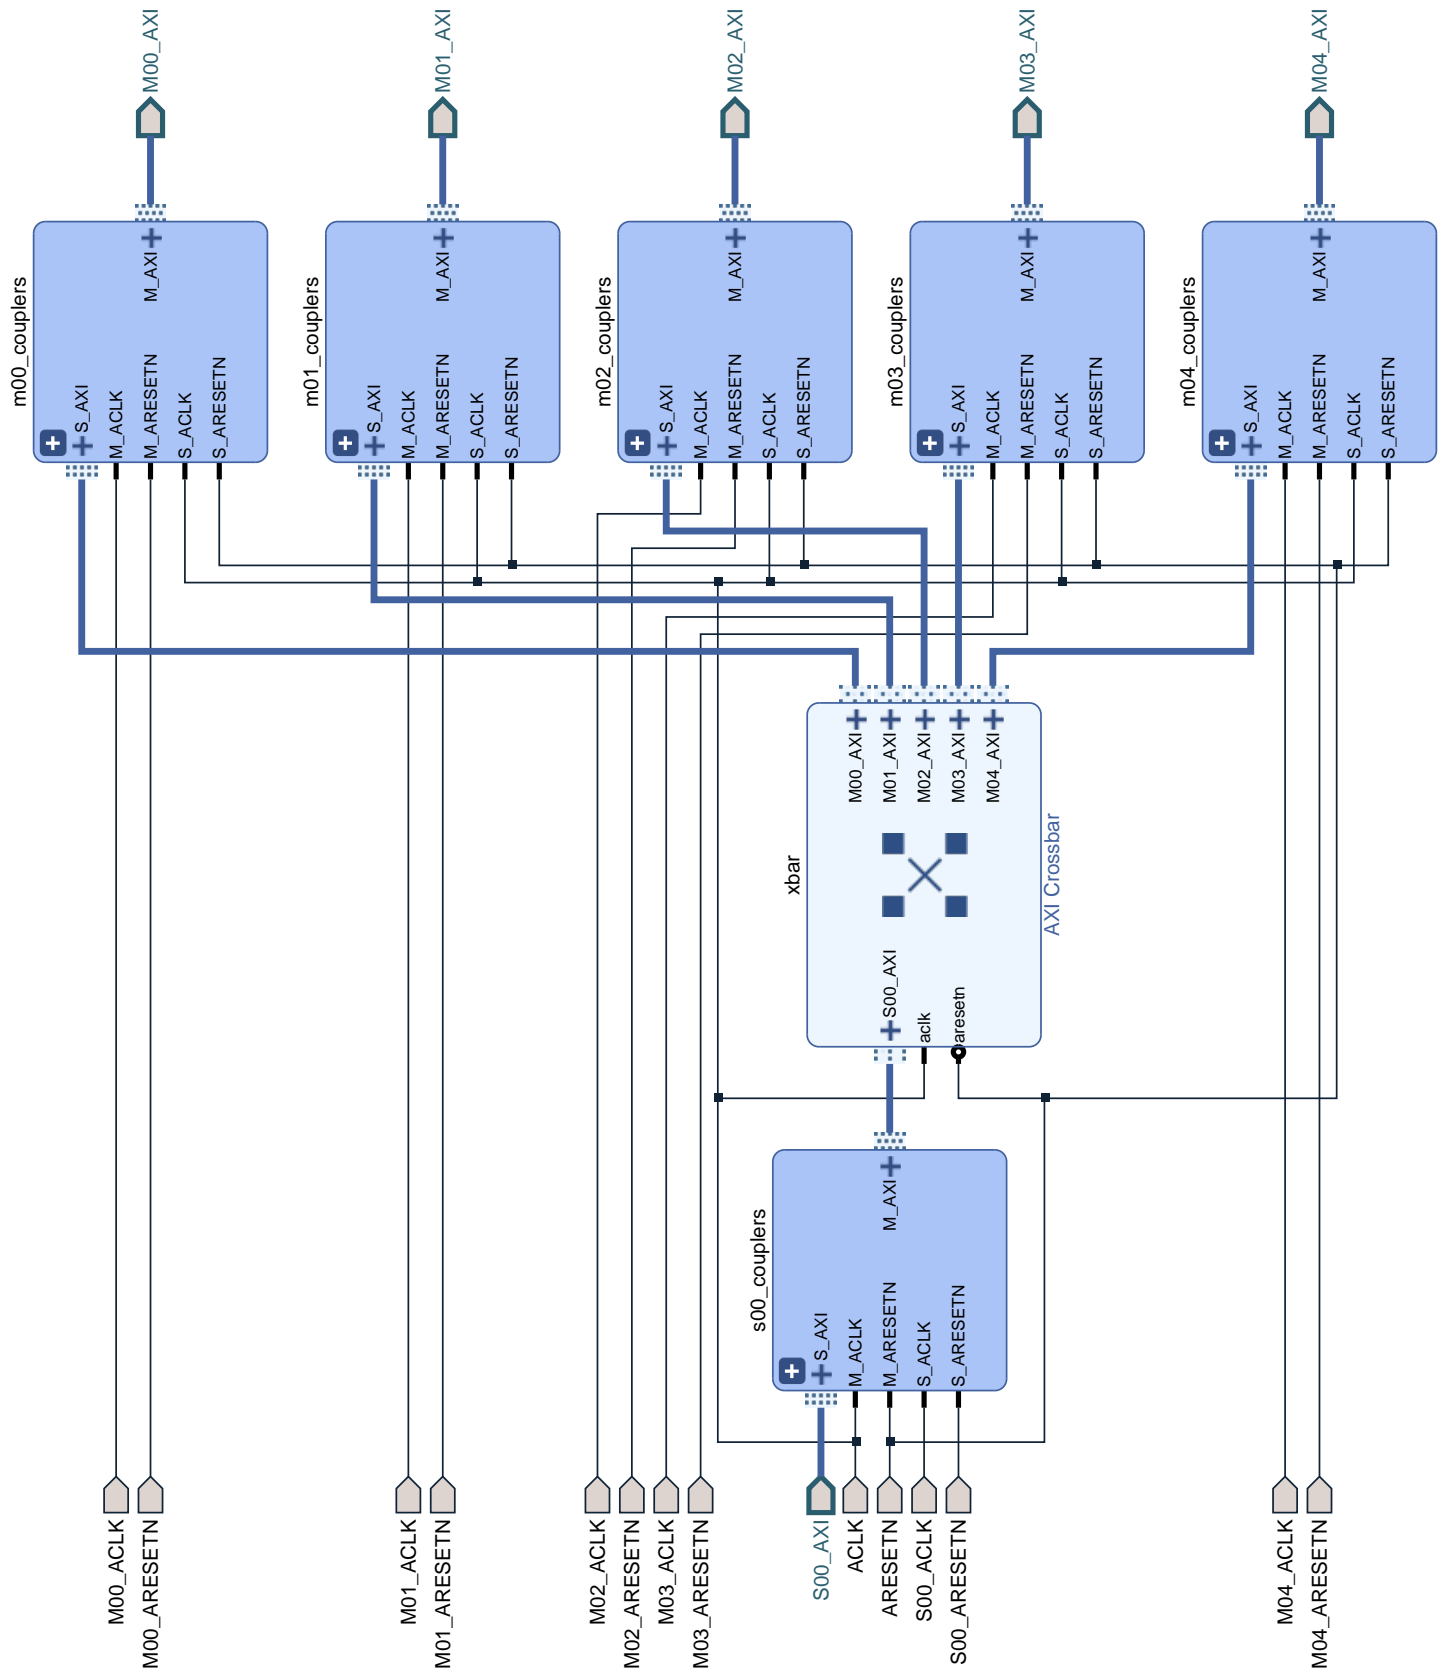 M00_AXI
M01_AXI
M02_AXI
M03_AXI
M04_AXI
m00_couplers
S_AXI
M_ACLK
M_ARESETN
S_ACLK
S_ARESETN
M_AXI
m01_couplers
S_AXI
M_ACLK
M_ARESETN
S_ACLK
S_ARESETN
M_AXI
m02_couplers
S_AXI
M_ACLK
M_ARESETN
S_ACLK
S_ARESETN
M_AXI
m03_couplers
S_AXI
M_ACLK
M_ARESETN
S_ACLK
S_ARESETN
M_AXI
m04_couplers
S_AXI
M_ACLK
M_ARESETN
S_ACLK
S_ARESETN
M_AXI
xbar
S00_AXI
aclk
aresetn
M00_AXI
M01_AXI
M02_AXI
M03_AXI
M04_AXI
AXI Crossbar
s00_couplers
S_AXI
M_ACLK
M_ARESETN
S_ACLK
S_ARESETN
M_AXI
M00_ACLK
M00_ARESETN
M01_ACLK
M01_ARESETN
M02_ACLK
M02_ARESETN
M03_ACLK
M03_ARESETN
S00_AXI
ACLK
ARESETN
S00_ACLK
S00_ARESETN
M04_ACLK
M04_ARESETN